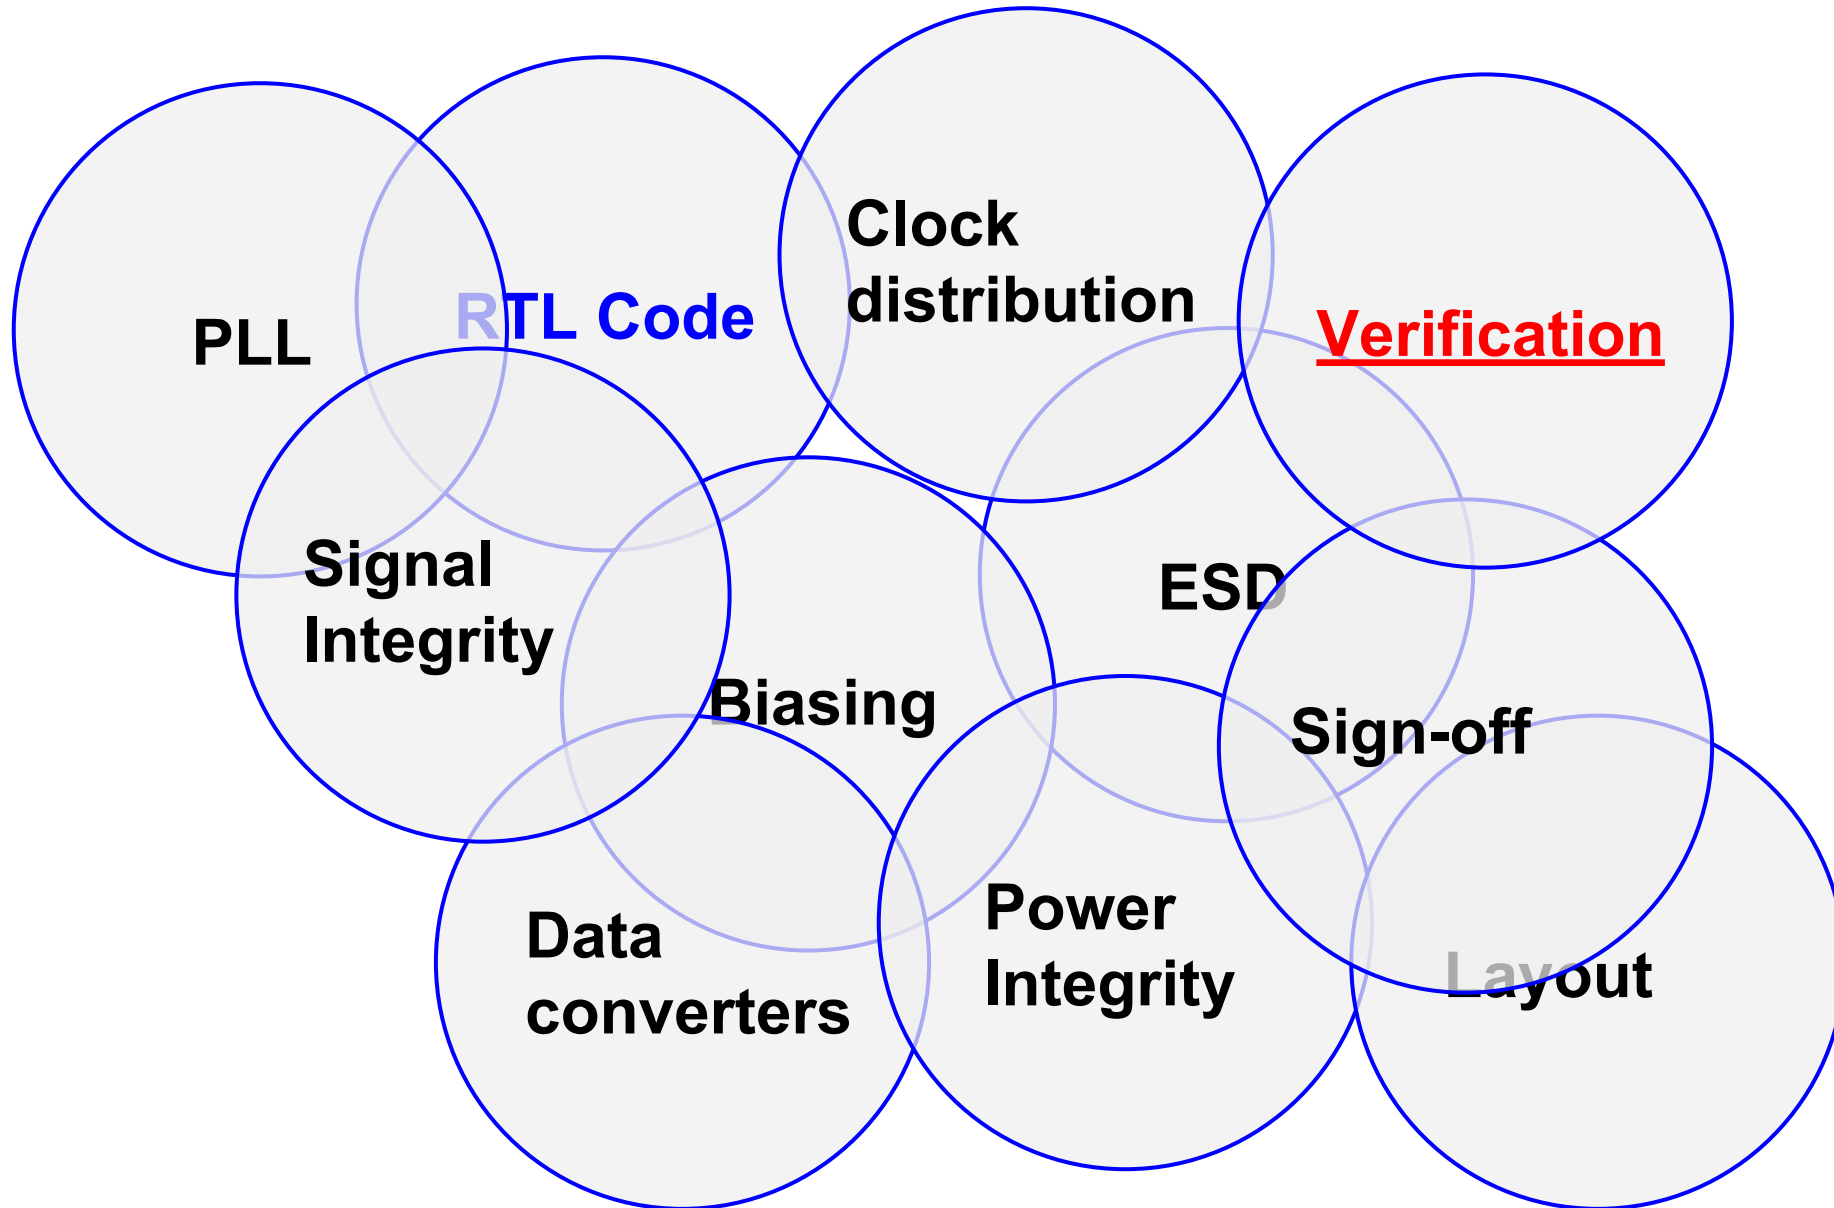 PLL
RTL Code
Clock
distribution
Verification
Signal
Integrity
Biasing
ESD
Sign-off
Data
converters
Power
Integrity
Layout